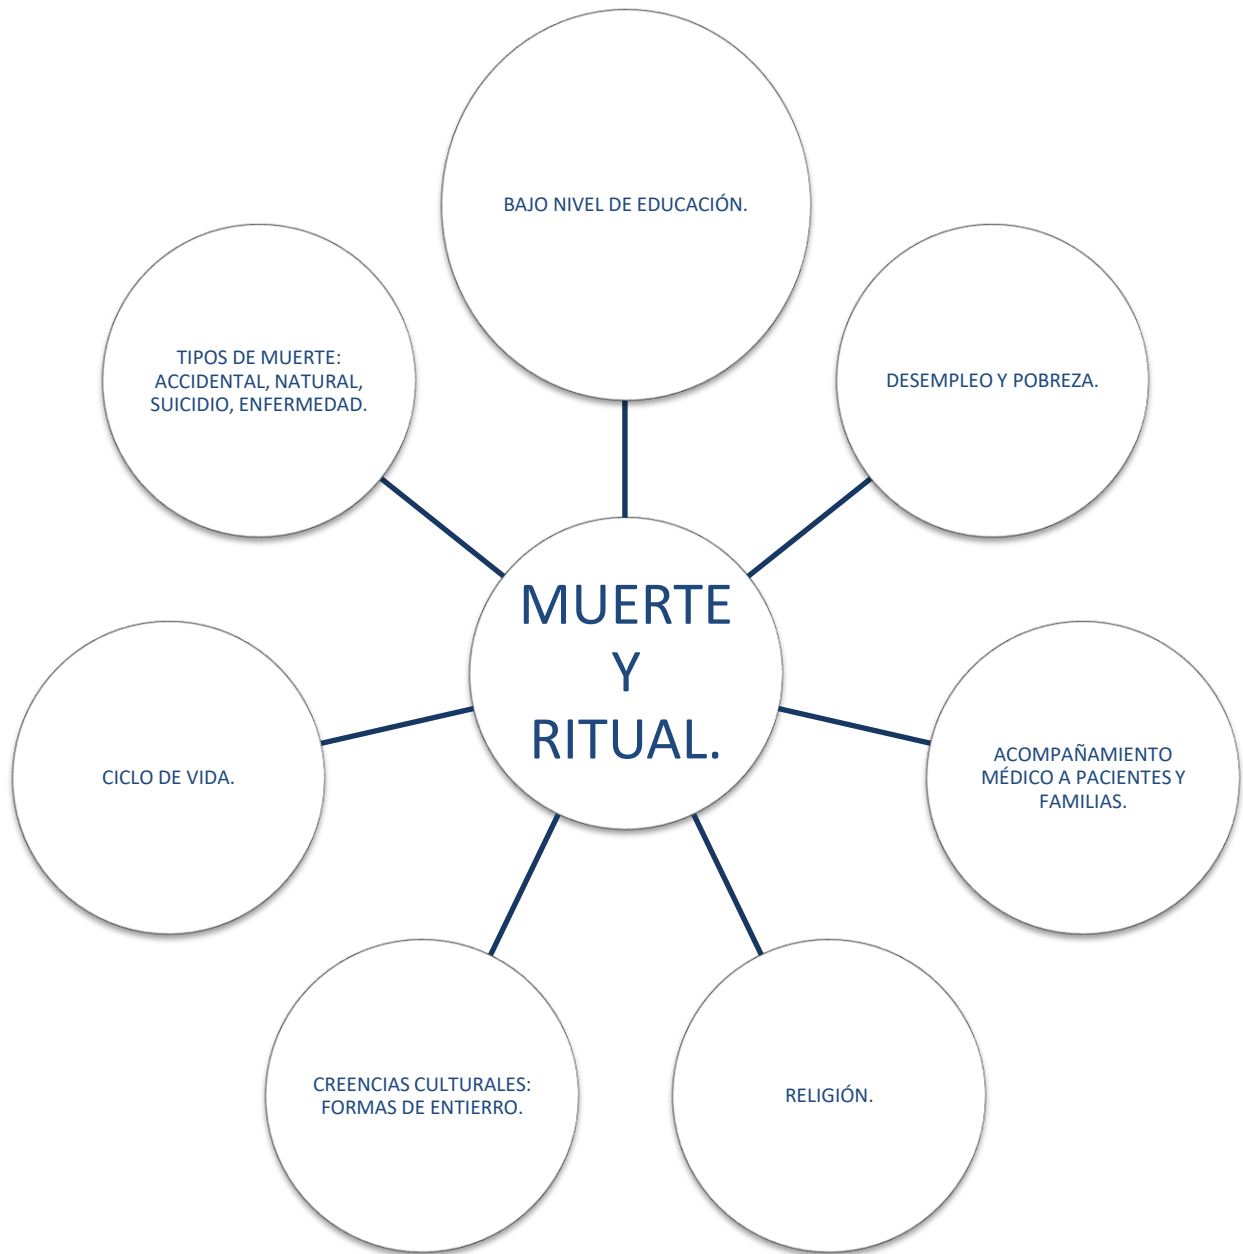 BAJO NIVEL DE EDUCACIÓN.
TIPOS DE MUERTE:
ACCIDENTAL, NATURAL,
SUICIDIO, ENFERMEDAD.
DESEMPLEO Y POBREZA.
MUERTE
Y
RITUAL.
CICLO DE VIDA.
ACOMPAÑAMIENTO
MÉDICO A PACIENTES Y
FAMILIAS.
CREENCIAS CULTURALES:
FORMAS DE ENTIERRO.
RELIGIÓN.